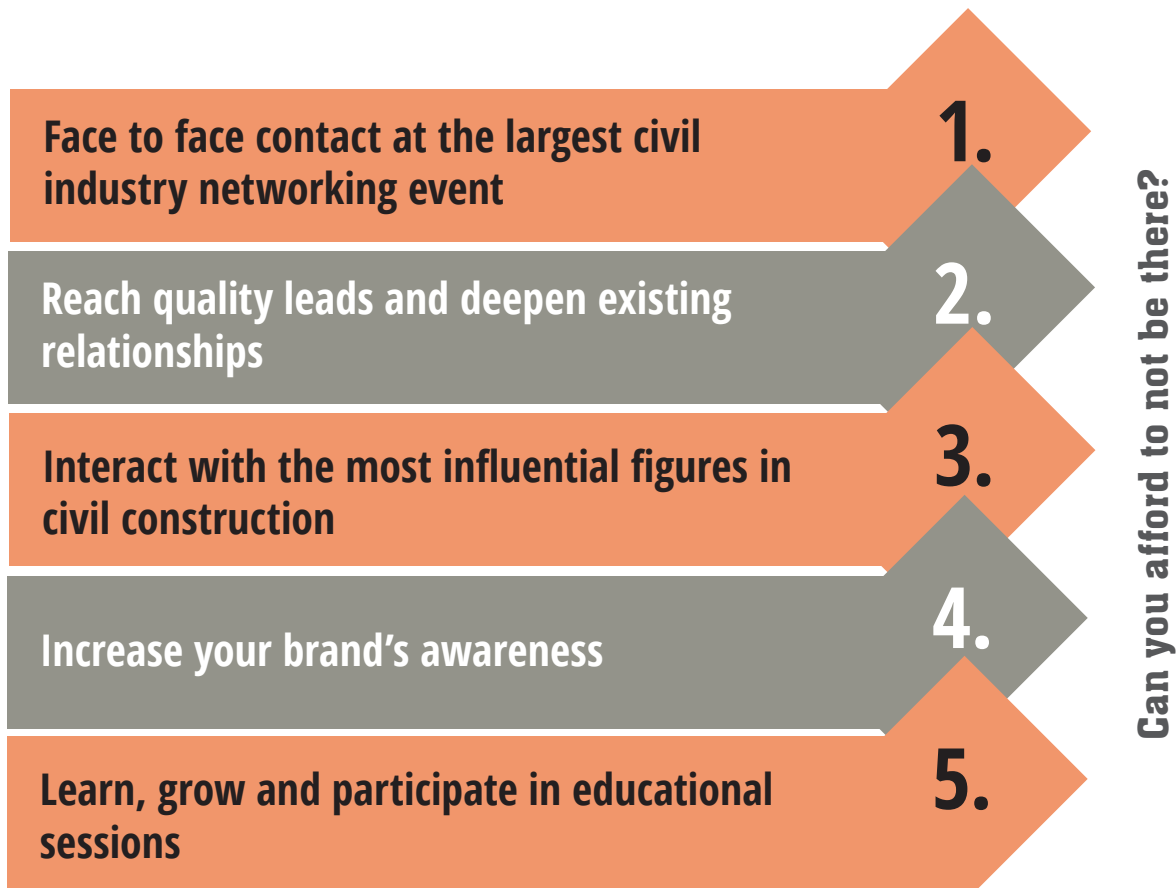 1.
Face to face contact at the largest civil
industry networking event
2.
Reach quality leads and deepen existing
relationships
3.
Interact with the most influential figures in
civil construction
4.
Increase your brand’s awareness
5.
Learn, grow and participate in educational
sessions
Can you afford to not be there?